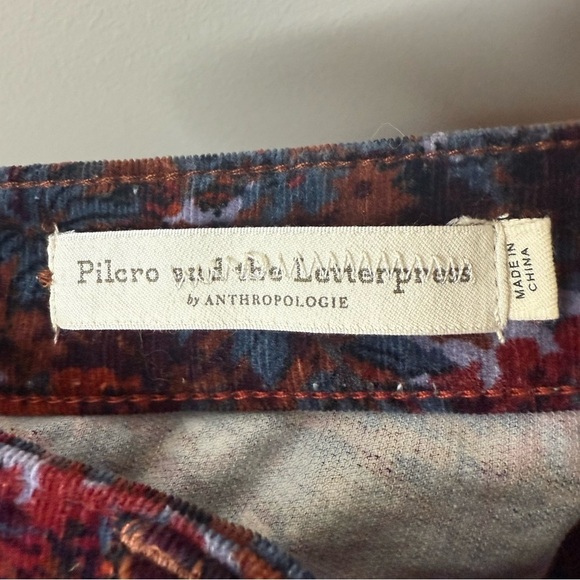 Pilcro and the Letterpress
by ANTHROPOLOGIE
MADE IN
CHINA